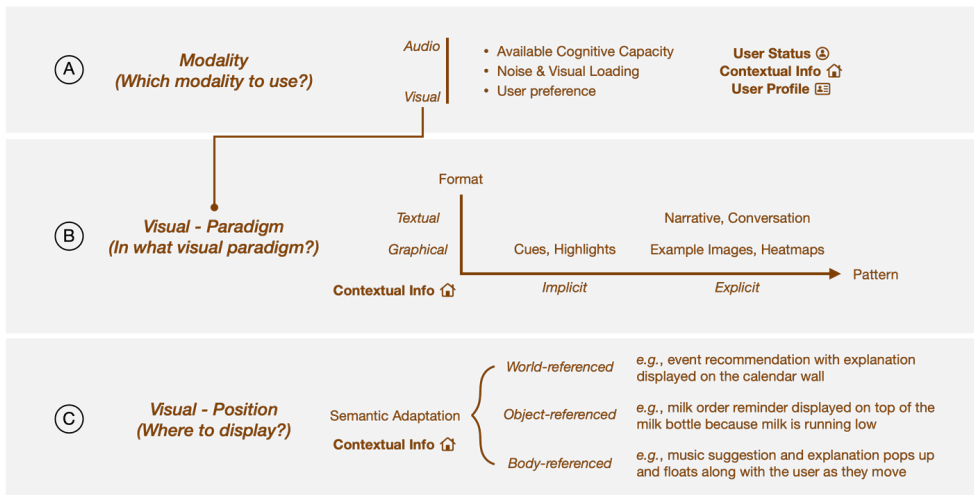 A
Modality
(Which modality to use?)
Audio
Visual
• Available Cognitive Capacity
• Noise & Visual Loading
• User preference
User Status
Contextual Info
User Profile
B
Visual - Paradigm
(In what visual paradigm?)
Format
Textual
Narrative, Conversation
Graphical
Cues, Highlights
Example Images, Heatmaps
Pattern
Contextual Info
Implicit
Explicit
C
Visual - Position
(Where to display?)
Semantic Adaptation
Contextual Info
World-referenced
e.g., event recommendation with explanation
displayed on the calendar wall
Object-referenced
e.g., milk order reminder displayed on top of the
milk bottle because milk is running low
Body-referenced
e.g., music suggestion and explanation pops up
and floats along with the user as they move